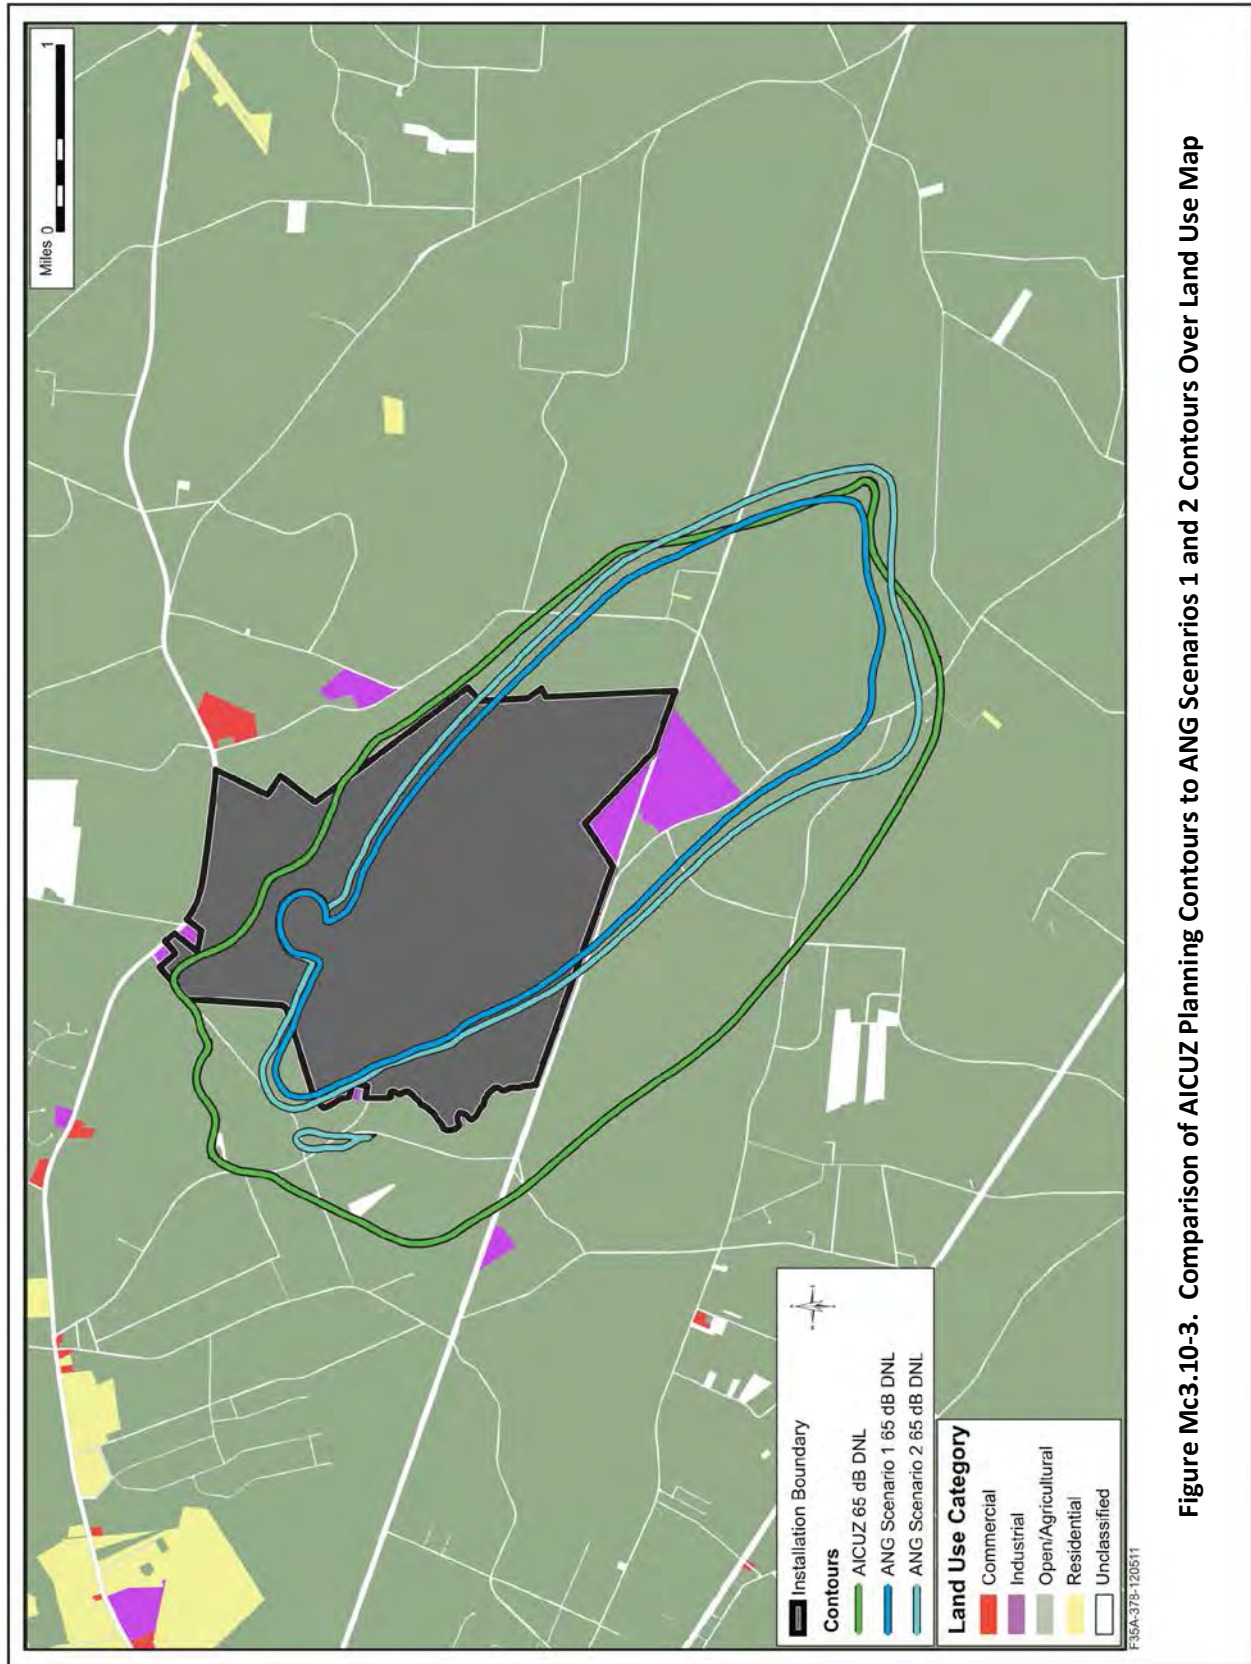 Miles 0
1
Installation Boundary
Contours
AICUZ 65 dB DNL
ANG Scenario 1 65 dB DNL
ANG Scenario 2 65 dB DNL
Land Use Category
Commercial
Industrial
Open/Agricultural
Residential
Unclassified
F35A-378-120511
Figure Mc3.10-3. Comparison of AICUZ Planning Contours to ANG Scenarios 1 and 2 Contours Over Land Use Map